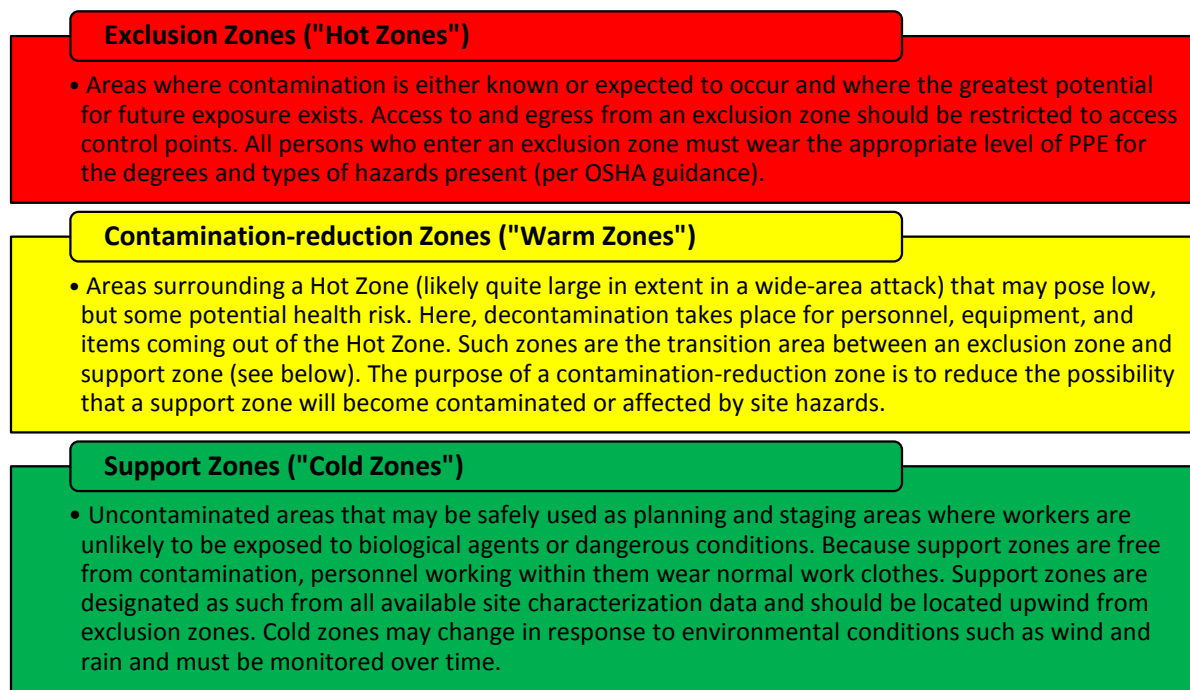 Exclusion Zones ("Hot Zones")
• Areas where contamination is either known or expected to occur and where the greatest potential
for future exposure exists. Access to and egress from an exclusion zone should be restricted to access
control points. All persons who enter an exclusion zone must wear the appropriate level of PPE for
the degrees and types of hazards present (per OSHA guidance).
Contamination-reduction Zones ("Warm Zones")
• Areas surrounding a Hot Zone (likely quite large in extent in a wide-area attack) that may pose low,
but some potential health risk. Here, decontamination takes place for personnel, equipment, and
items coming out of the Hot Zone. Such zones are the transition area between an exclusion zone and
support zone (see below). The purpose of a contamination-reduction zone is to reduce the possibility
that a support zone will become contaminated or affected by site hazards.
Support Zones ("Cold Zones")
• Uncontaminated areas that may be safely used as planning and staging areas where workers are
unlikely to be exposed to biological agents or dangerous conditions. Because support zones are free
from contamination, personnel working within them wear normal work clothes. Support zones are
designated as such from all available site characterization data and should be located upwind from
exclusion zones. Cold zones may change in response to environmental conditions such as wind and
rain and must be monitored over time.